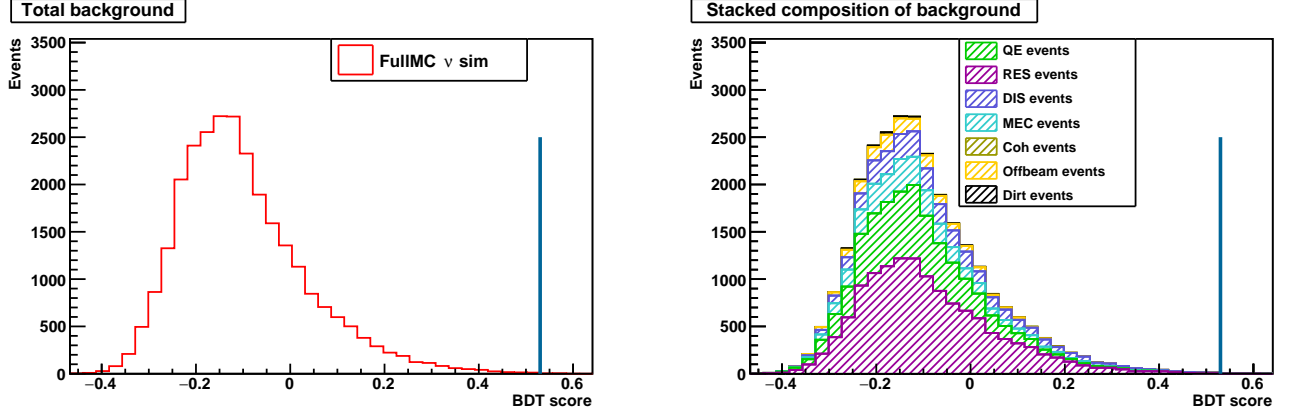 Total background
Events
3500
3000
2500
2000
1500
1000
500
0
FullMC ν sim
−0.4 −0.2 0 0.2 0.4 0.6
BDT score
Stacked composition of background
Events
3500
3000
2500
2000
1500
1000
500
0
QE events
RES events
DIS events
MEC events
Coh events
Offbeam events
Dirt events
−0.4 −0.2 0 0.2 0.4 0.6
BDT score